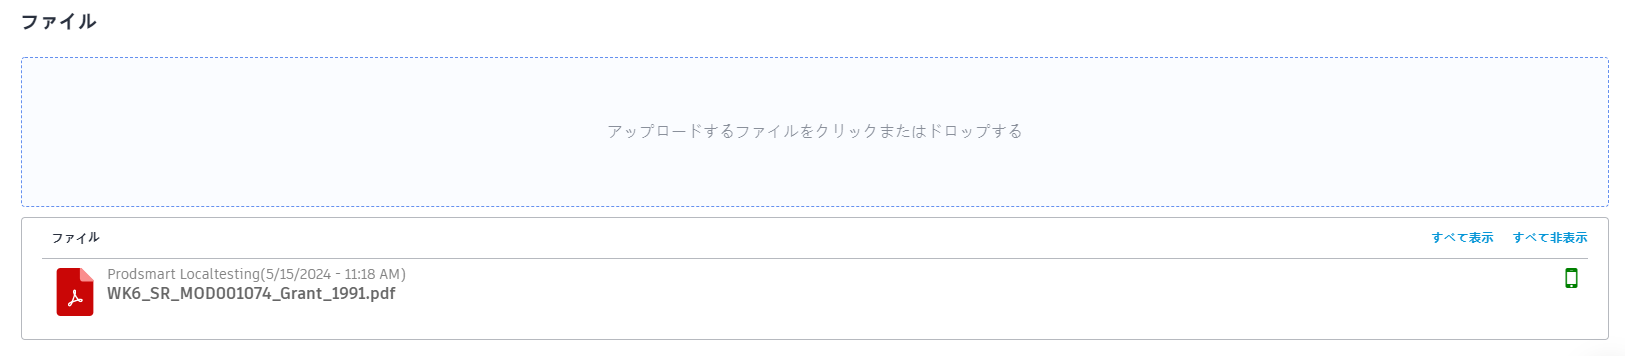 ファイル
アップロードするファイルをクリックまたはドロップする
ファイル すべて表示 すべて非表示
Prodsmart Localtesting(5/15/2024 - 11:18 AM)
WK6_SR_MOD001074_Grant_1991.pdf